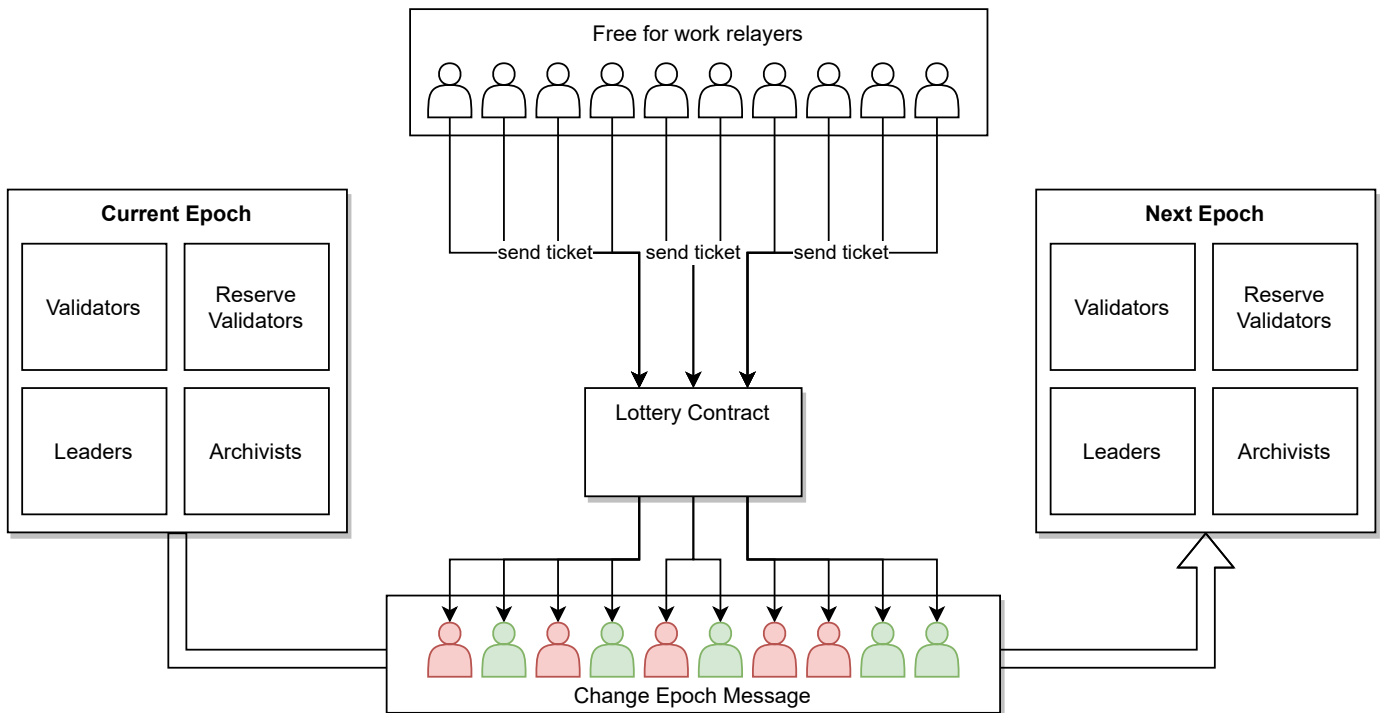 Free for work relayers
Current Epoch
Validators
Reserve
Validators
Leaders
Archivists
send ticket
send ticket
send ticket
Lottery Contract
Next Epoch
Validators
Reserve
Validators
Leaders
Archivists
Change Epoch Message